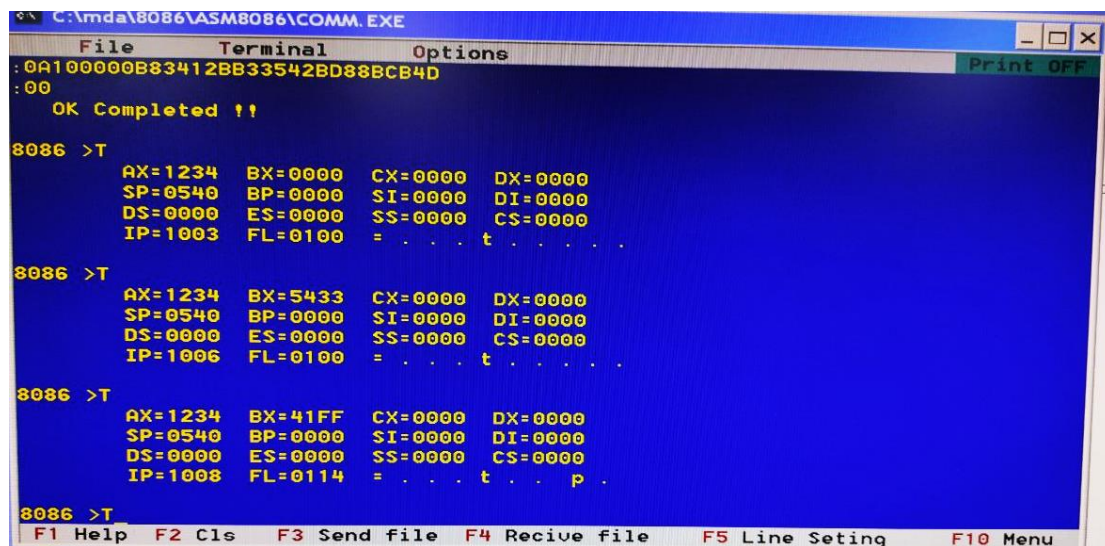 C:\mda\8086\ASM8086\COMM.EXE
File Terminal Options Print OFF
:0A100000B83412BB33542BD88BCB4D
:00
OK Completed !!
8086 >T
AX=1234 BX=0000 CX=0000 DX=0000
SP=0540 BP=0000 SI=0000 DI=0000
DS=0000 ES=0000 SS=0000 CS=0000
IP=1003 FL=0100 = . . . t . . . . .
8086 >T
AX=1234 BX=5433 CX=0000 DX=0000
SP=0540 BP=0000 SI=0000 DI=0000
DS=0000 ES=0000 SS=0000 CS=0000
IP=1006 FL=0100 = . . . t . . . . .
8086 >T
AX=1234 BX=41FF CX=0000 DX=0000
SP=0540 BP=0000 SI=0000 DI=0000
DS=0000 ES=0000 SS=0000 CS=0000
IP=1008 FL=0114 = . . . t . . p .
8086 >T_
F1 Help F2 Cls F3 Send file F4 Recive file F5 Line Seting F10 Menu